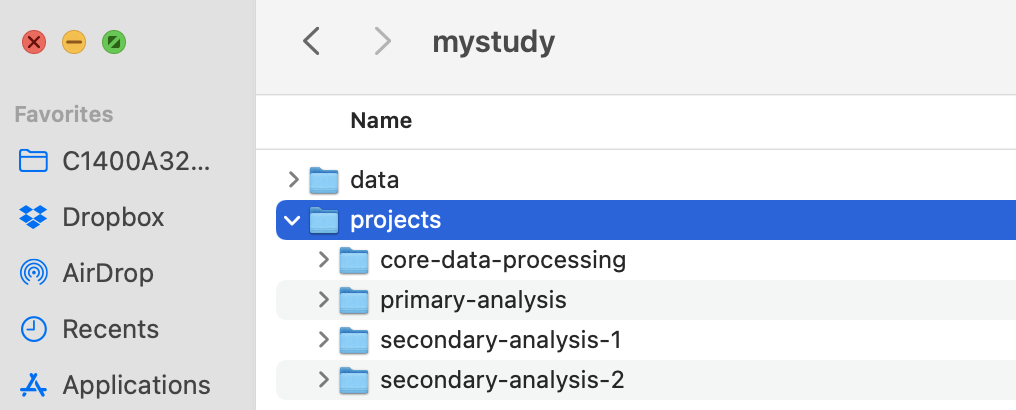 mystudy
Favorites
C1400A32...
Dropbox
AirDrop
Recents
Applications
Name
data
projects
core-data-processing
primary-analysis
secondary-analysis-1
secondary-analysis-2